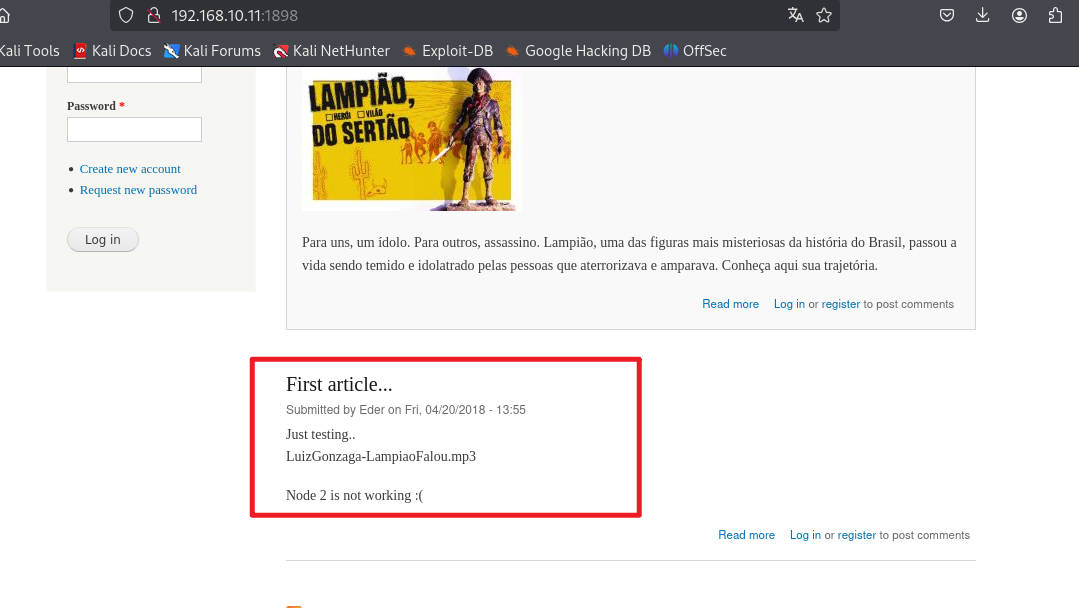 192.168.10.11:1898
Kali Tools Kali Docs Kali Forums Kali NetHunter Exploit-DB Google Hacking DB OffSec
Password *
Create new account
Request new password
Log in
LAMPIÃO,
HERÓI VILÃO
DO SERTÃO
Para uns, um ídolo. Para outros, assassino. Lampião, uma das figuras mais misteriosas da história do Brasil, passou a
vida sendo temido e idolatrado pelas pessoas que aterrorizava e amparava. Conheça aqui sua trajetória.
Read more Log in or register to post comments
First article...
Submitted by Eder on Fri, 04/20/2018 - 13:55
Just testing..
LuizGonzaga-LampiaoFalou.mp3
Node 2 is not working :(
Read more Log in or register to post comments